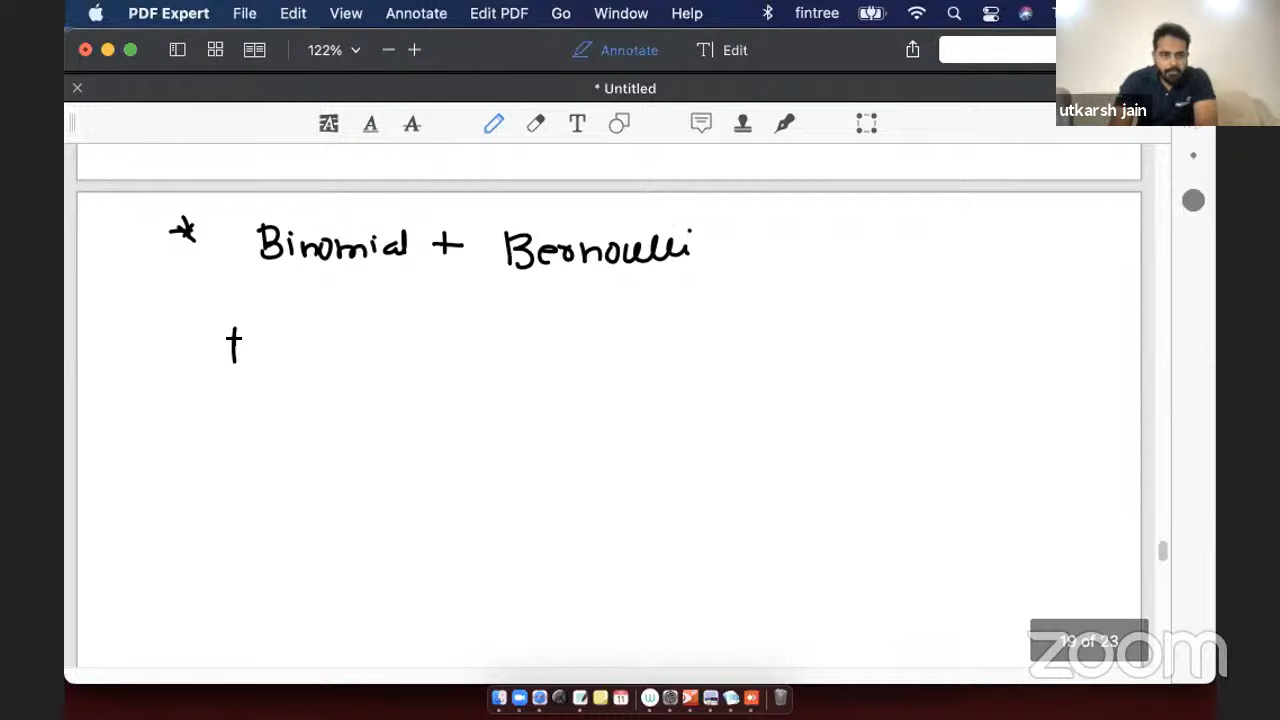 PDF Expert File Edit View Annotate Edit PDF Go Window Help fintree
122% Annotate Edit
utkarsh jain
* Untitled
* Binomial + Bernoulli
t
19 of 23
zoom
11